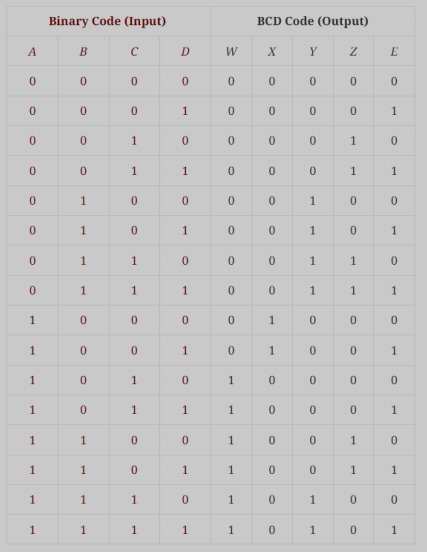 Binary Code (Input) BCD Code (Output)
A B C D W X Y Z E
0 0 0 0 0 0 0 0 0
0 0 0 1 0 0 0 0 1
0 0 1 0 0 0 0 1 0
0 0 1 1 0 0 0 1 1
0 1 0 0 0 0 1 0 0
0 1 0 1 0 0 1 0 1
0 1 1 0 0 0 1 1 0
0 1 1 1 0 0 1 1 1
1 0 0 0 0 1 0 0 0
1 0 0 1 0 1 0 0 1
1 0 1 0 1 0 0 0 0
1 0 1 1 1 0 0 0 1
1 1 0 0 1 0 0 1 0
1 1 0 1 1 0 0 1 1
1 1 1 0 1 0 1 0 0
1 1 1 1 1 0 1 0 1